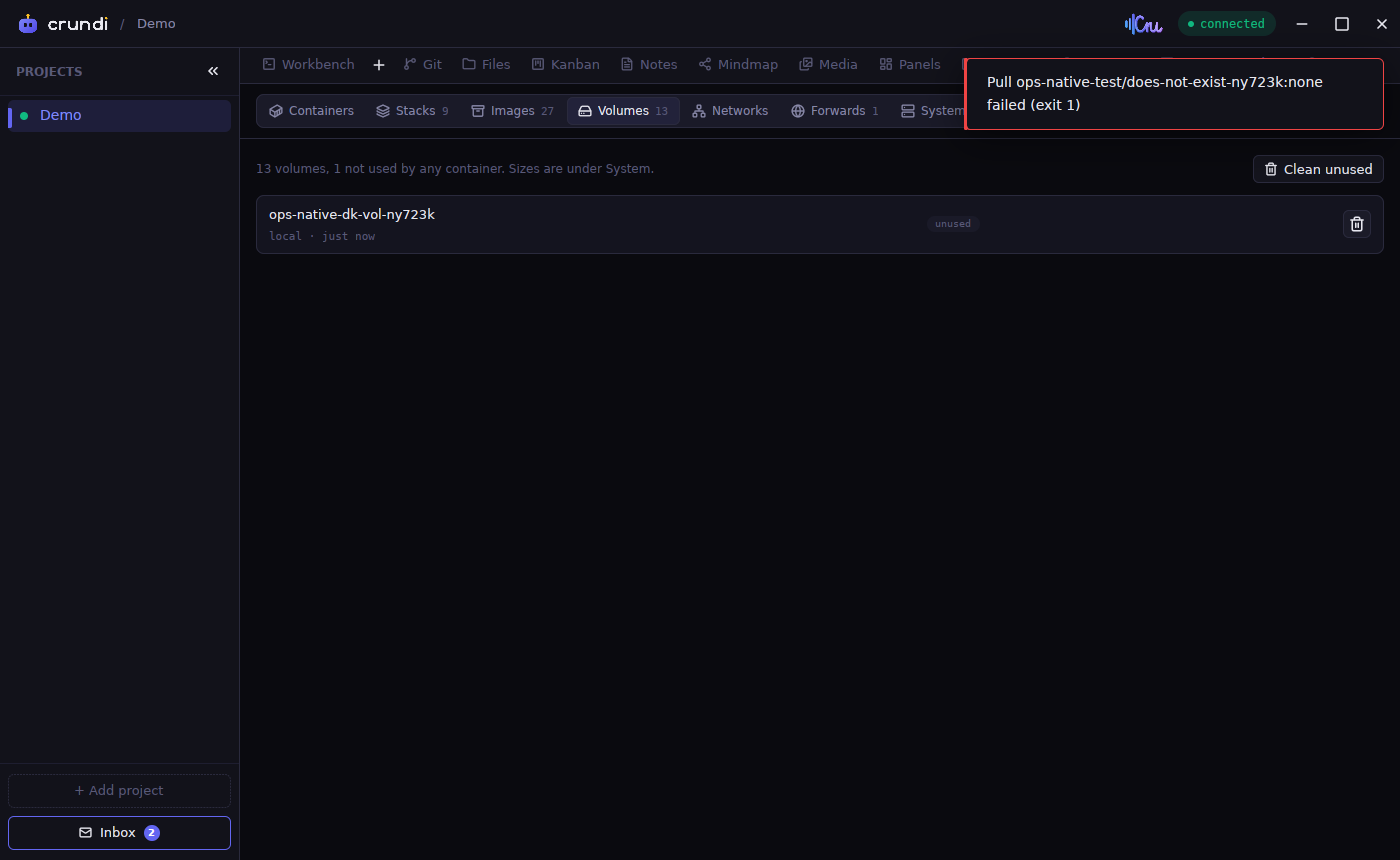 crundi / Demo
Cru
connected
PROJECTS
Workbench
Git
Files
Kanban
Notes
Mindmap
Media
Panels
Pull ops-native-test/does-not-exist-ny723k:none
failed (exit 1)
Demo
Containers
Stacks 9
Images 27
Volumes 13
Networks
Forwards 1
System
13 volumes, 1 not used by any container. Sizes are under System.
Clean unused
ops-native-dk-vol-ny723k
local · just now
unused
+ Add project
Inbox 2